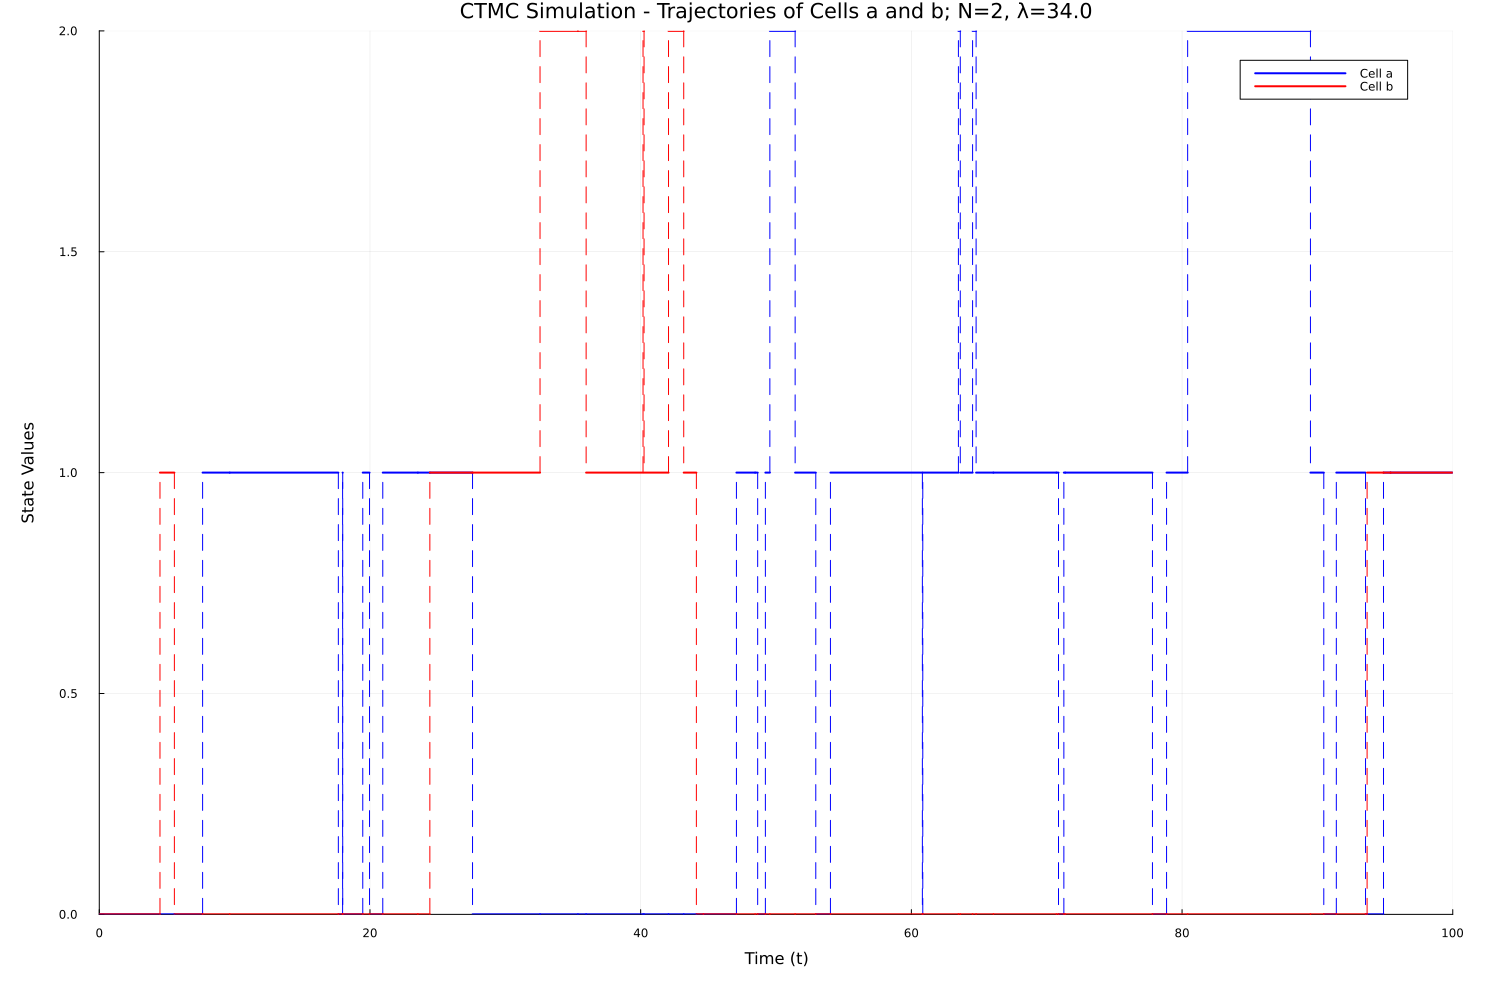 CTMC Simulation - Trajectories of Cells a and b; N=2, λ=34.0
2.0
Cell a
Cell b
1.5
State Values
1.0
0.5
0.0
0 20 40 60 80 100
Time (t)